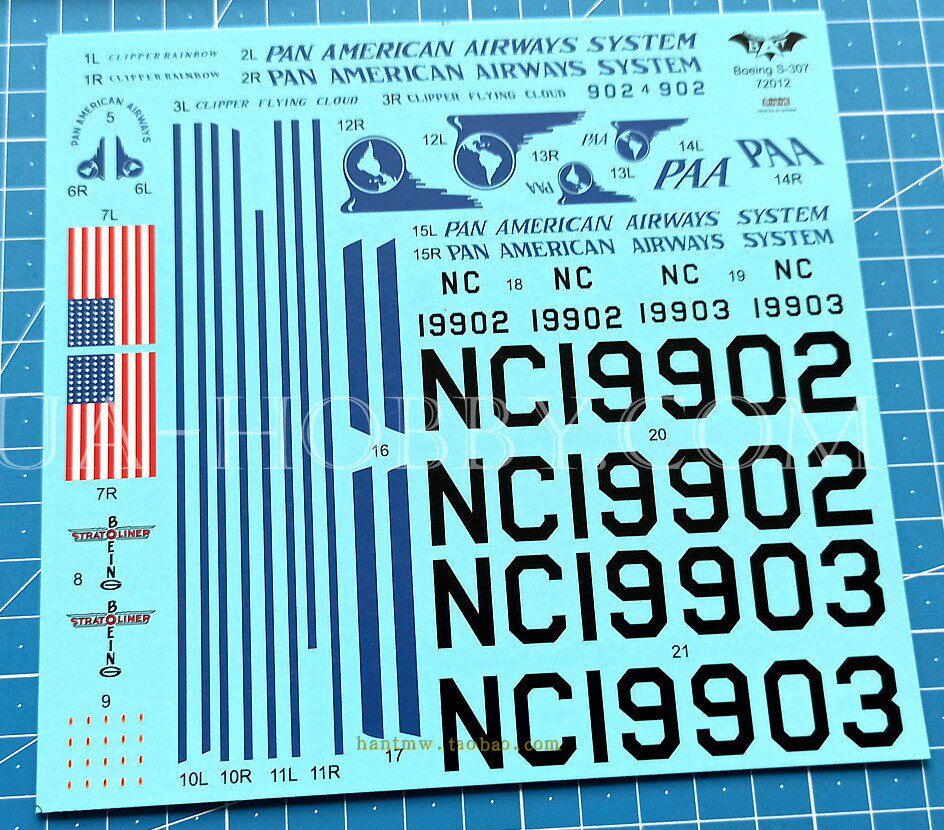 1L CLIPPER RAINBOW 2L PAN AMERICAN AIRWAYS SYSTEM
1R CLIPPER RAINBOW 2R PAN AMERICAN AIRWAYS SYSTEM
BAT
Boeing S-307
72012
3L CLIPPER FLYING CLOUD 3R CLIPPER FLYING CLOUD 902 4 902
PAN AMERICAN AIRWAYS
5
6R 6L
12R
12L
PAA
13R
13L
PAA
14L
PAA
PAA
14R
7L
7R
15L PAN AMERICAN AIRWAYS SYSTEM
15R PAN AMERICAN AIRWAYS SYSTEM
NC 18 NC NC 19 NC
19902 19902 19903 19903
NC19902
20
NC19902
NC19903
21
NC19903
16
17
8
BOEING
STRATOLINER
BOEING
STRATOLINER
9
10L 10R 11L 11R
UA-HOBBY.COM
hantmw.taobao.com